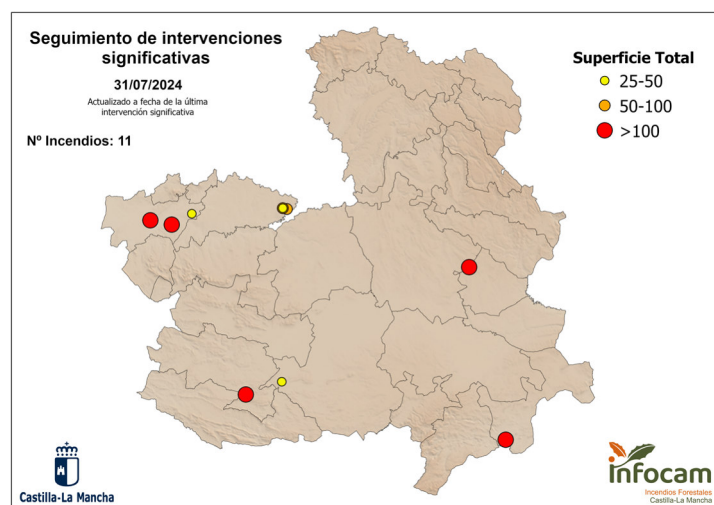 Seguimiento de intervenciones
significativas
31/07/2024
Actualizado a fecha de la última
intervención significativa
Nº Incendios: 11
Superficie Total
25-50
50-100
>100
Castilla-La Mancha
infocam
Incendios Forestales
Castilla-La Mancha